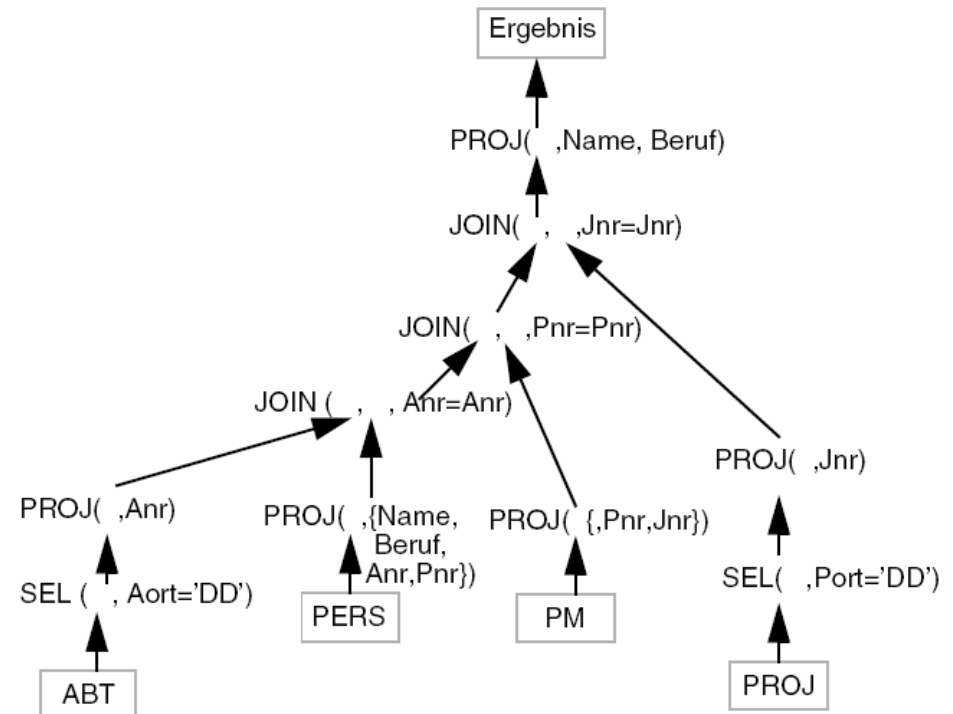 Ergebnis
PROJ( ,Name, Beruf)
JOIN( , ,Jnr=Jnr)
JOIN( , ,Pnr=Pnr)
JOIN ( , , Anr=Anr)
PROJ( ,Jnr)
PROJ( ,Anr)
PROJ( ,{Name,
Beruf,
Anr,Pnr})
PROJ( {,Pnr,Jnr})
SEL ( , Aort=’DD’)
SEL( ,Port=’DD’)
PERS
PM
ABT
PROJ